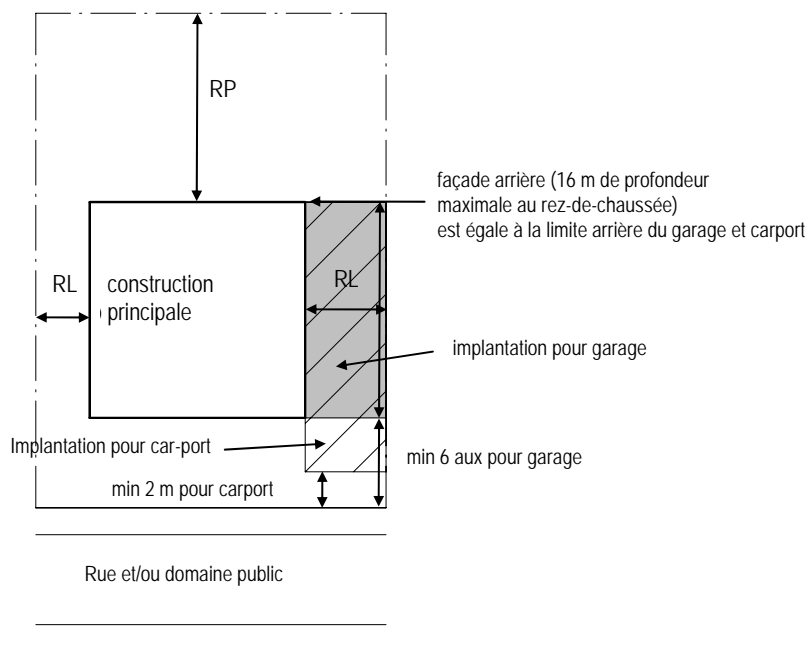 RP
façade arrière (16 m de profondeur
maximale au rez-de-chaussée)
est égale à la limite arrière du garage et carport
RL
construction
principale
RL
implantation pour garage
Implantation pour car-port
min 6 aux pour garage
min 2 m pour carport
Rue et/ou domaine public